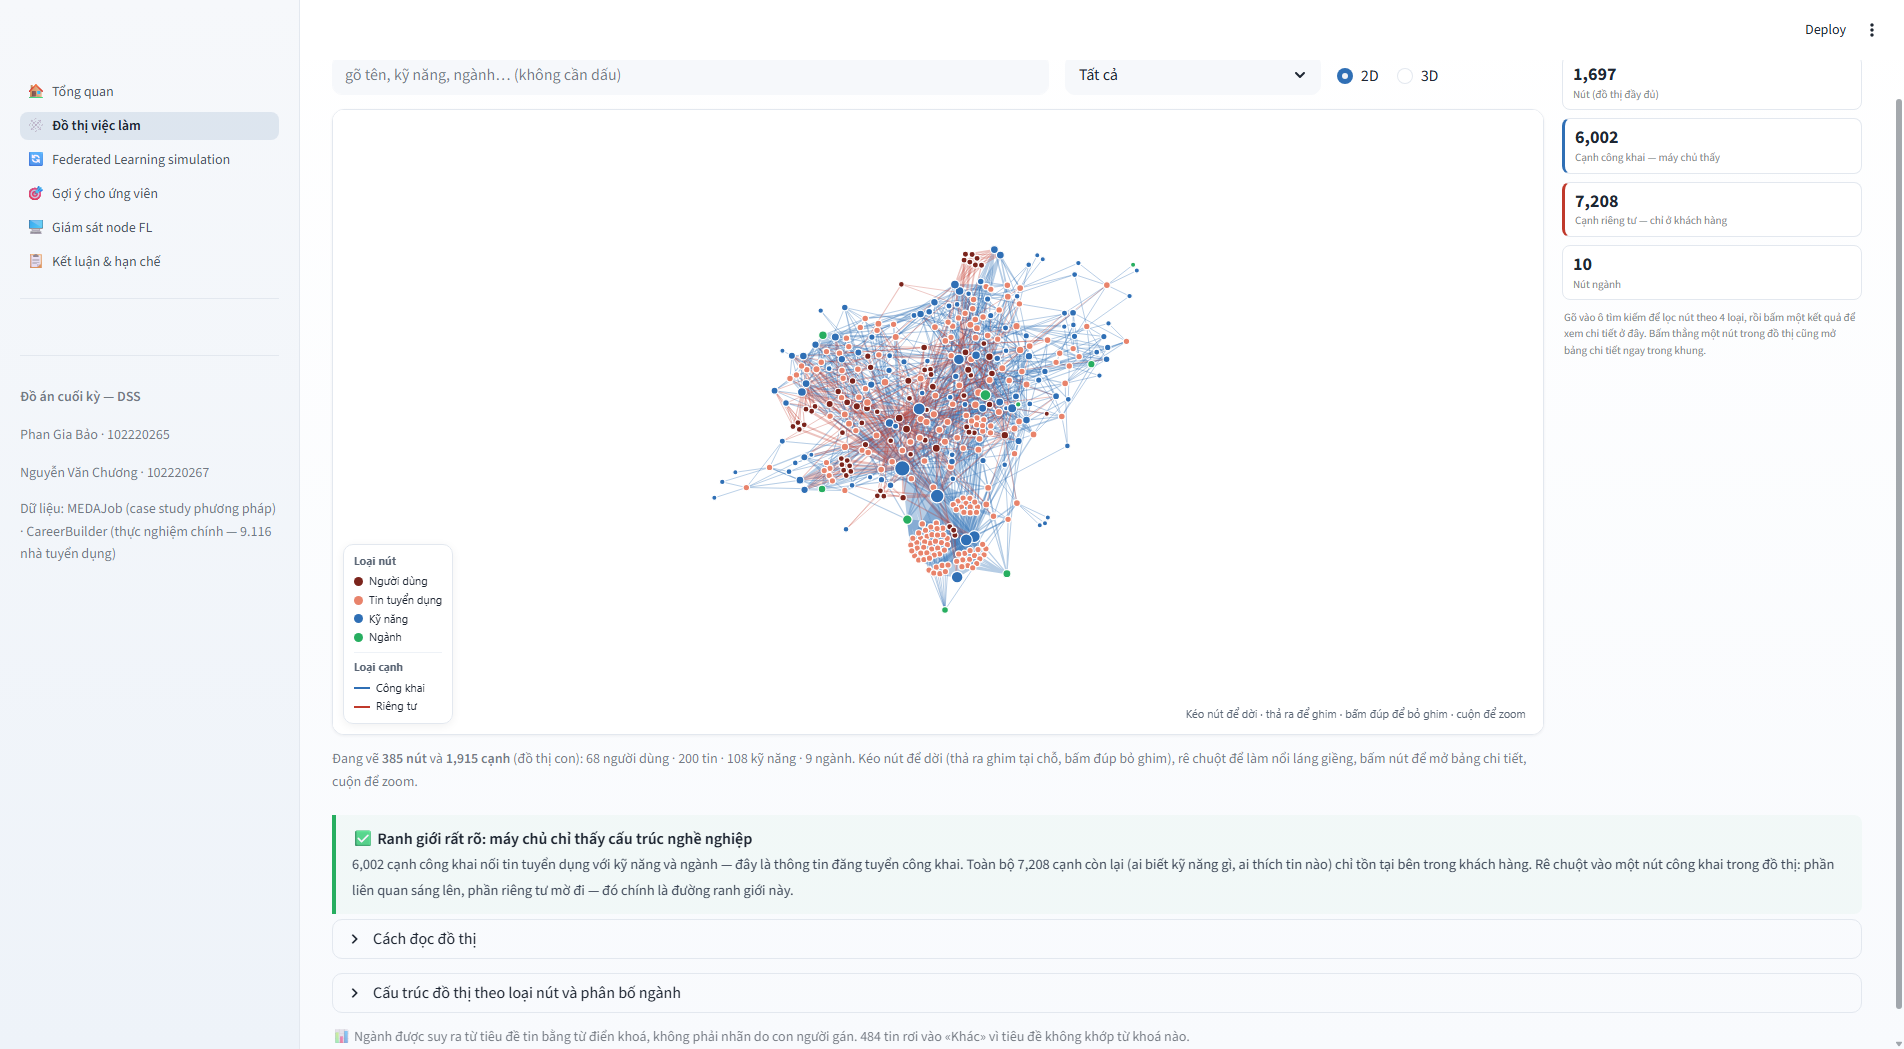 Deploy
Tổng quan
Đồ thị việc làm
Federated Learning simulation
Gợi ý cho ứng viên
Giám sát node FL
Kết luận & hạn chế
Đồ án cuối kỳ — DSS
Phan Gia Bảo · 102220265
Nguyễn Văn Chương · 102220267
Dữ liệu: MEDAJob (case study phương pháp)
· CareerBuilder (thực nghiệm chính — 9.116
nhà tuyển dụng)
gõ tên, kỹ năng, ngành… (không cần dấu)
Tất cả
2D
3D
Loại nút
Người dùng
Tin tuyển dụng
Kỹ năng
Ngành
Loại cạnh
Công khai
Riêng tư
Kéo nút để dời · thả ra để ghim · bấm đúp để bỏ ghim · cuộn để zoom
1,697
Nút (đồ thị đầy đủ)
6,002
Cạnh công khai — máy chủ thấy
7,208
Cạnh riêng tư — chỉ ở khách hàng
10
Nút ngành
Gõ vào ô tìm kiếm để lọc nút theo 4 loại, rồi bấm một kết quả để
xem chi tiết ở đây. Bấm thẳng một nút trong đồ thị cũng mở
bảng chi tiết ngay trong khung.
Đang vẽ 385 nút và 1,915 cạnh (đồ thị con): 68 người dùng · 200 tin · 108 kỹ năng · 9 ngành. Kéo nút để dời (thả ra ghim tại chỗ, bấm đúp bỏ ghim), rê chuột để làm nổi láng giềng, bấm nút để mở bảng chi tiết,
cuộn để zoom.
Ranh giới rất rõ: máy chủ chỉ thấy cấu trúc nghề nghiệp
6,002 cạnh công khai nối tin tuyển dụng với kỹ năng và ngành — đây là thông tin đăng tuyển công khai. Toàn bộ 7,208 cạnh còn lại (ai biết kỹ năng gì, ai thích tin nào) chỉ tồn tại bên trong khách hàng. Rê chuột vào một nút công khai trong đồ thị: phần
liên quan sáng lên, phần riêng tư mờ đi — đó chính là đường ranh giới này.
Cách đọc đồ thị
Cấu trúc đồ thị theo loại nút và phân bố ngành
Ngành được suy ra từ tiêu đề tin bằng từ điển khoá, không phải nhãn do con người gán. 484 tin rơi vào «Khác» vì tiêu đề không khớp từ khoá nào.